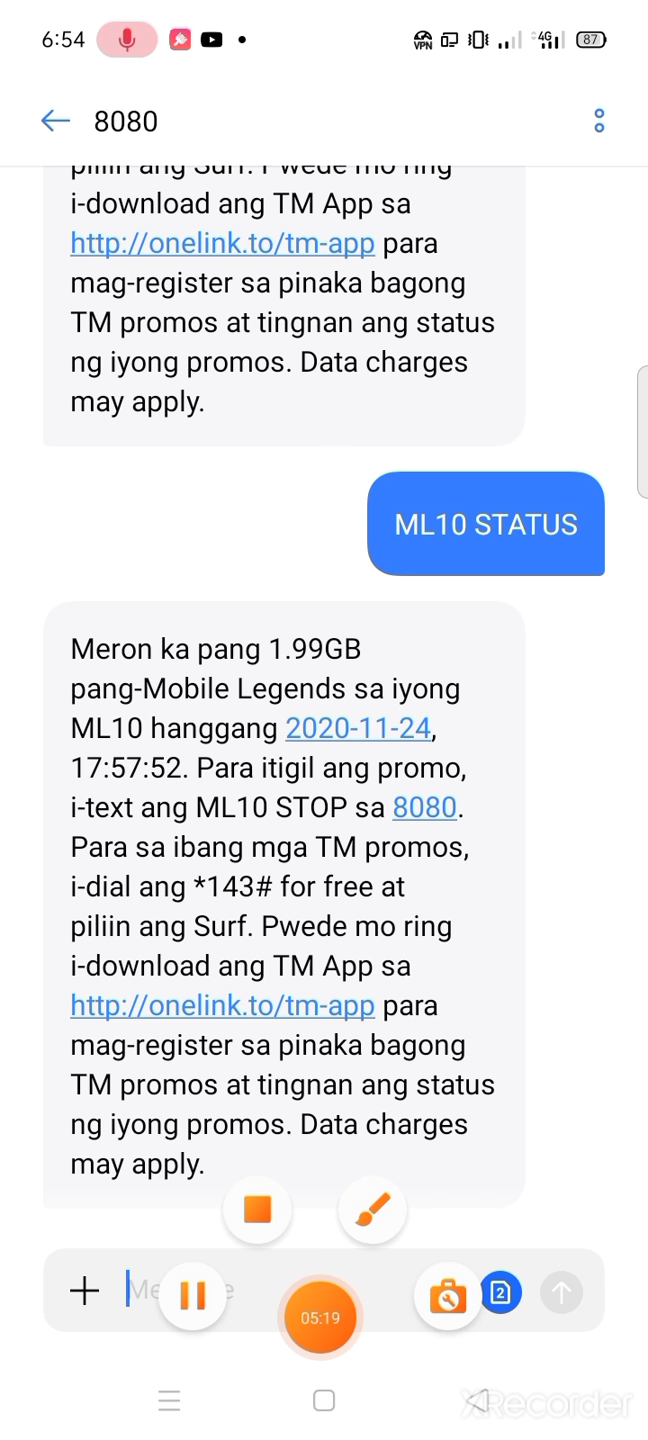 6:54
VPN
4G
87
8080
piliin ang Surf. Pwede mo ring
i-download ang TM App sa
http://onelink.to/tm-app para
mag-register sa pinaka bagong
TM promos at tingnan ang status
ng iyong promos. Data charges
may apply.
ML10 STATUS
Meron ka pang 1.99GB
pang-Mobile Legends sa iyong
ML10 hanggang 2020-11-24,
17:57:52. Para itigil ang promo,
i-text ang ML10 STOP sa 8080.
Para sa ibang mga TM promos,
i-dial ang *143# for free at
piliin ang Surf. Pwede mo ring
i-download ang TM App sa
http://onelink.to/tm-app para
mag-register sa pinaka bagong
TM promos at tingnan ang status
ng iyong promos. Data charges
may apply.
2
05:19
XRecorder